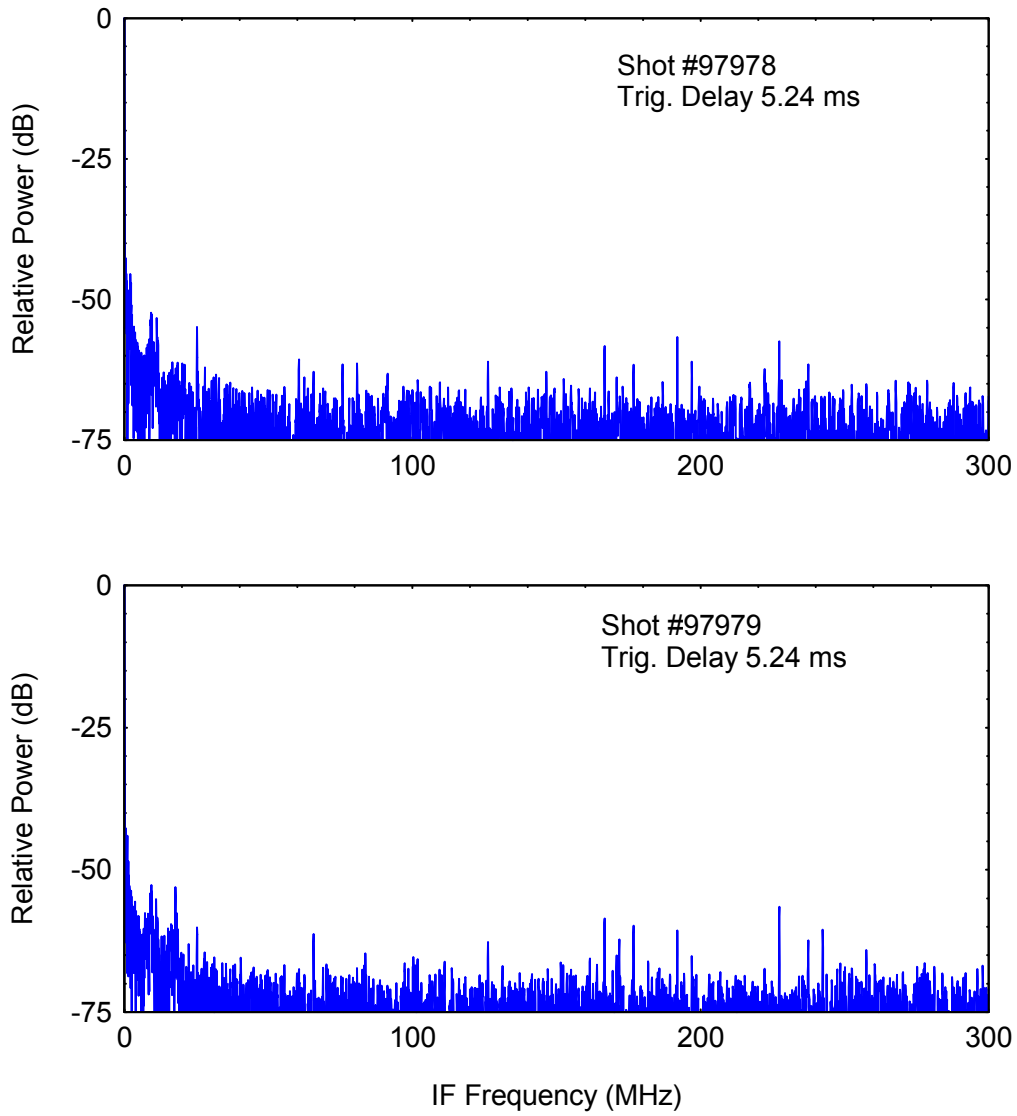 0
-25
-50
-75
Relative Power (dB)
Shot #97978
Trig. Delay 5.24 ms
0
100
200
300
0
-25
-50
-75
Relative Power (dB)
Shot #97979
Trig. Delay 5.24 ms
0
100
200
300
IF Frequency (MHz)